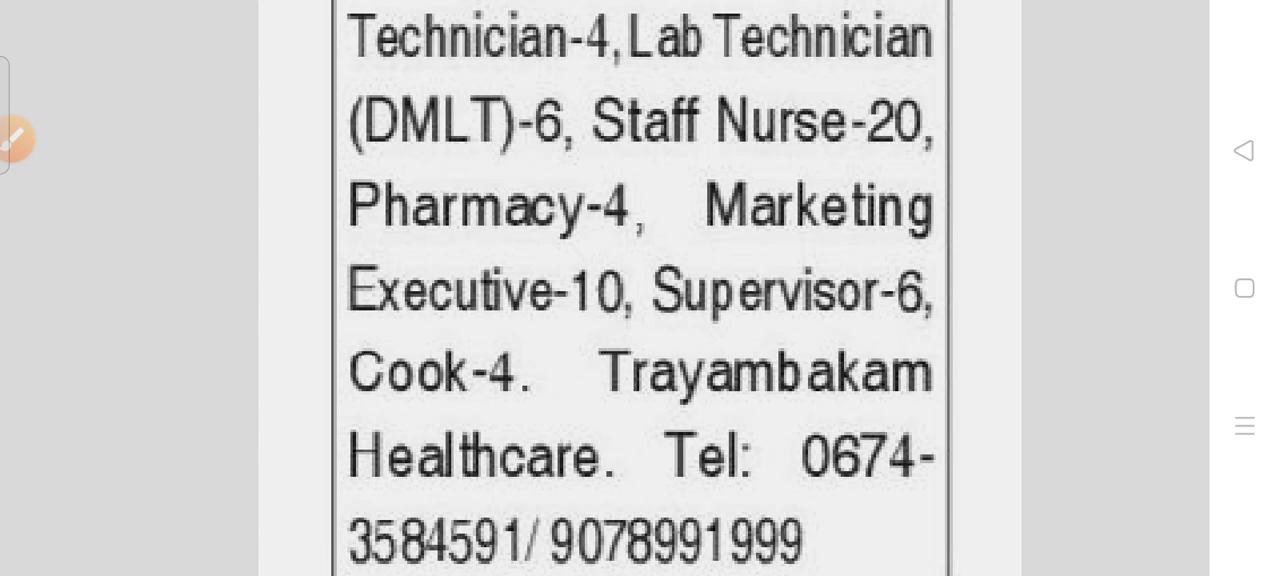 Technician-4, Lab Technician
(DMLT)-6, Staff Nurse-20,
Pharmacy-4, Marketing
Executive-10, Supervisor-6,
Cook-4. Trayambakam
Healthcare. Tel: 0674-
3584591/ 9078991999